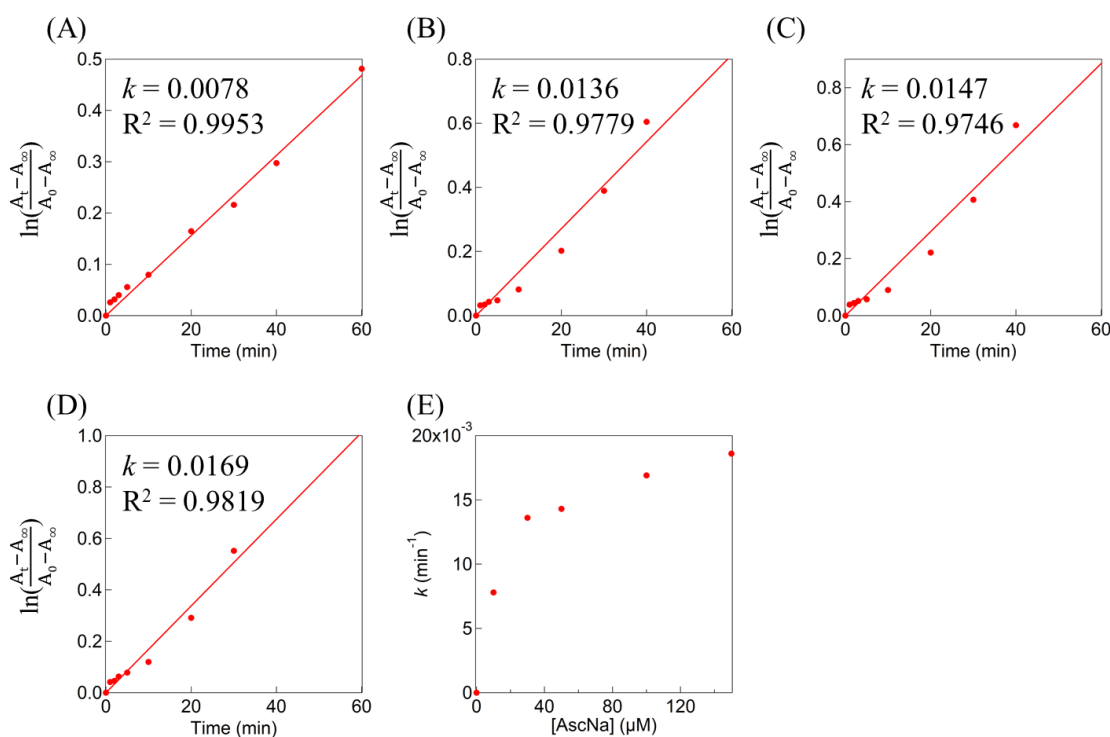 (A)
k = 0.0078
R² = 0.9953
ln(Aₜ−A∞/A₀−A∞)
0.5
0.4
0.3
0.2
0.1
0.0
0 20 40 60
Time (min)
(B)
k = 0.0136
R² = 0.9779
ln(Aₜ−A∞/A₀−A∞)
0.8
0.6
0.4
0.2
0.0
0 20 40 60
Time (min)
(C)
k = 0.0147
R² = 0.9746
ln(Aₜ−A∞/A₀−A∞)
0.8
0.6
0.4
0.2
0.0
0 20 40 60
Time (min)
(D)
k = 0.0169
R² = 0.9819
ln(Aₜ−A∞/A₀−A∞)
1.0
0.8
0.6
0.4
0.2
0.0
0 20 40 60
Time (min)
(E)
k (min⁻¹)
20x10⁻³
15
10
5
0
0 40 80 120
[AscNa] (µM)